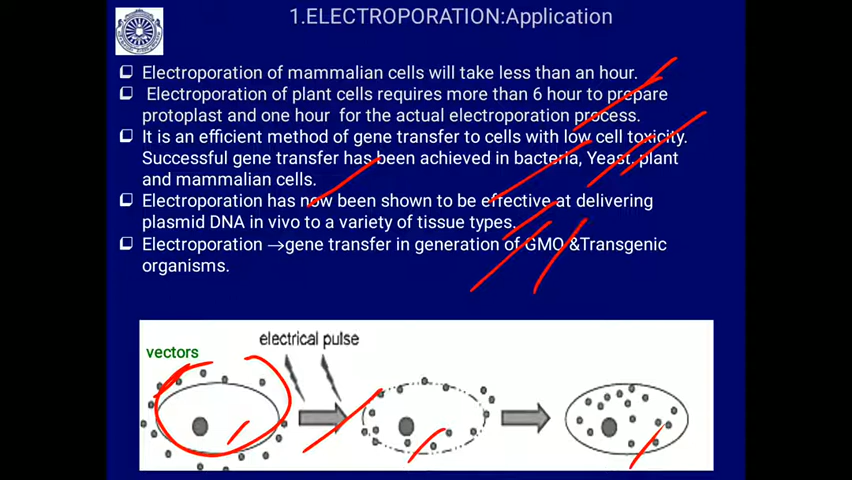 1.ELECTROPORATION:Application
❑ Electroporation of mammalian cells will take less than an hour.
❑ Electroporation of plant cells requires more than 6 hour to prepare
protoplast and one hour for the actual electroporation process.
❑ It is an efficient method of gene transfer to cells with low cell toxicity.
Successful gene transfer has been achieved in bacteria, Yeast, plant
and mammalian cells.
❑ Electroporation has now been shown to be effective at delivering
plasmid DNA in vivo to a variety of tissue types.
❑ Electroporation →gene transfer in generation of GMO &Transgenic
organisms.
electrical pulse
vectors